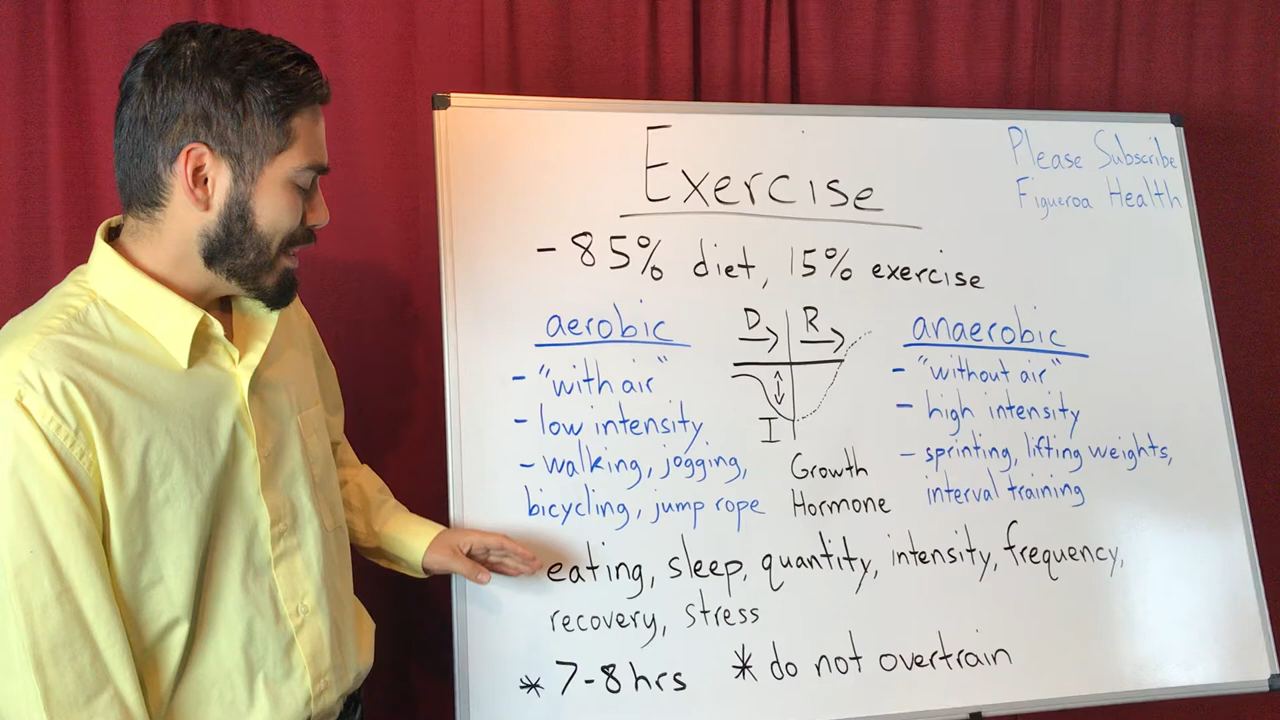 Please Subscribe
Figueroa Health
Exercise
- 85% diet, 15% exercise
aerobic
- "with air"
- low intensity
- walking, jogging,
bicycling, jump rope
D R
I
Growth
Hormone
anaerobic
- "without air"
- high intensity
- sprinting, lifting weights,
interval training
eating, sleep, quantity, intensity, frequency,
recovery, stress
* 7-8 hrs * do not overtrain